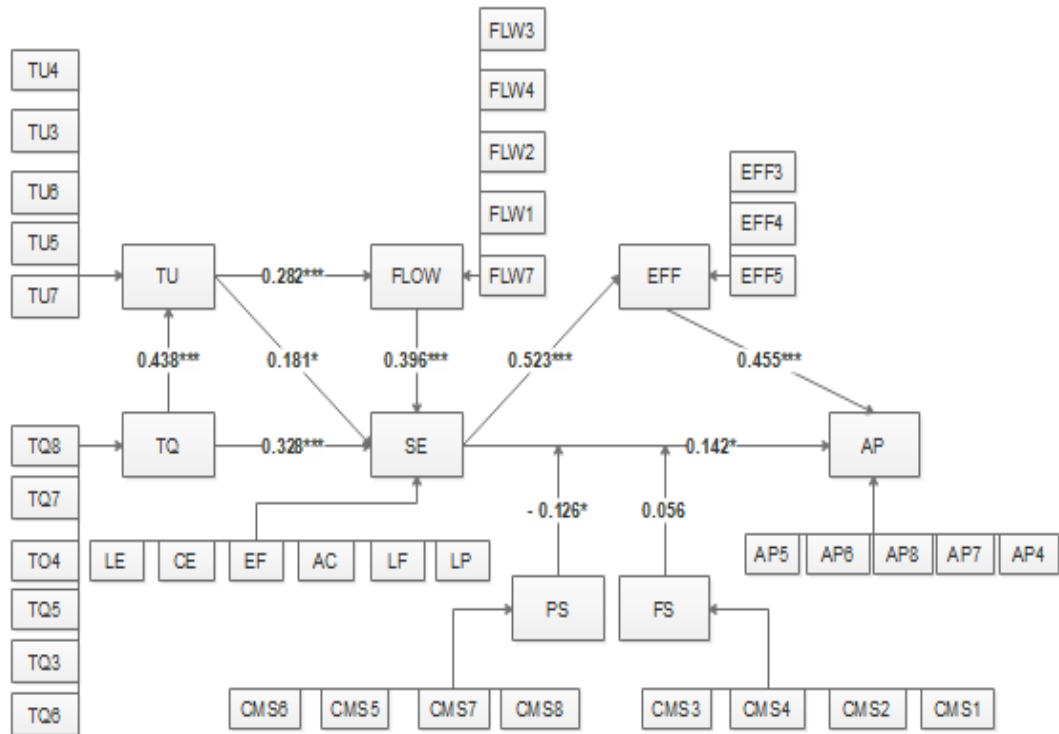 FLW3
TU4
FLW4
TU3
FLW2
EFF3
TU6
FLW1
EFF4
TU5
TU
0.282***
FLOW
FLW7
EFF
EFF5
TU7
0.438***
0.181*
0.396***
0.523***
0.455***
TQ8
TQ
0.328***
SE
0.142*
AP
TQ7
- 0.126*
0.056
TO4
LE
CE
EF
AC
LF
LP
AP5
AP6
AP8
AP7
AP4
TQ5
PS
FS
TQ3
TQ6
CMS6
CMS5
CMS7
CMS8
CMS3
CMS4
CMS2
CMS1